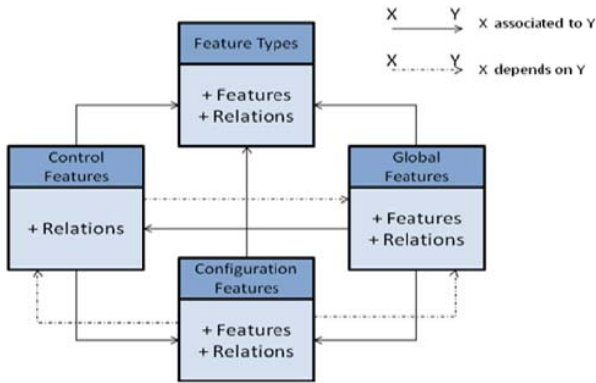 Feature Types
+ Features
+ Relations
X Y X associated to Y
X Y X depends on Y
Control
Features
+ Relations
Global
Features
+ Features
+ Relations
Configuration
Features
+ Features
+ Relations